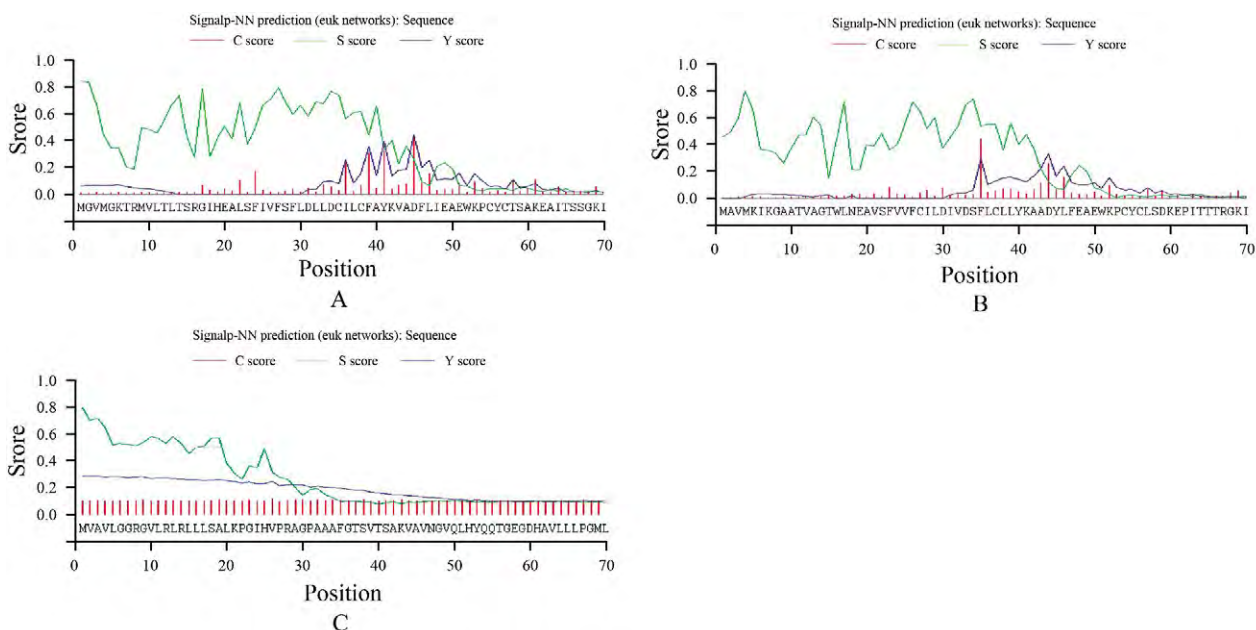 Signalp-NN prediction (euk networks): Sequence
C score S score Y score
1.0
0.8
0.6
0.4
0.2
0.0
Srore
MGVMGKTRMVLTLTSRGIHEALSFIVFSFLDLLDCILCFAYKVADFLIEAEWKPCYCTSAKEAITSSGKI
0 10 20 30 40 50 60 70
Position
A
Signalp-NN prediction (euk networks): Sequence
C score S score Y score
1.0
0.8
0.6
0.4
0.2
0.0
Srore
MAVMKIKGAATVAGTWLNEAVSFVVFCILDIVDSFLCLLYKAADYLFEAEWKPCYCLSDKEPITTTRGKI
0 10 20 30 40 50 60 70
Position
B
Signalp-NN prediction (euk networks): Sequence
C score S score Y score
1.0
0.8
0.6
0.4
0.2
0.0
Srore
MVAVLGGRGVLRLRLLLSALKPGIHVPRAGPAAAFGTSVTSAKVAVNGVQLHYQQTGEGDHAVLLLPGML
0 10 20 30 40 50 60 70
Position
C